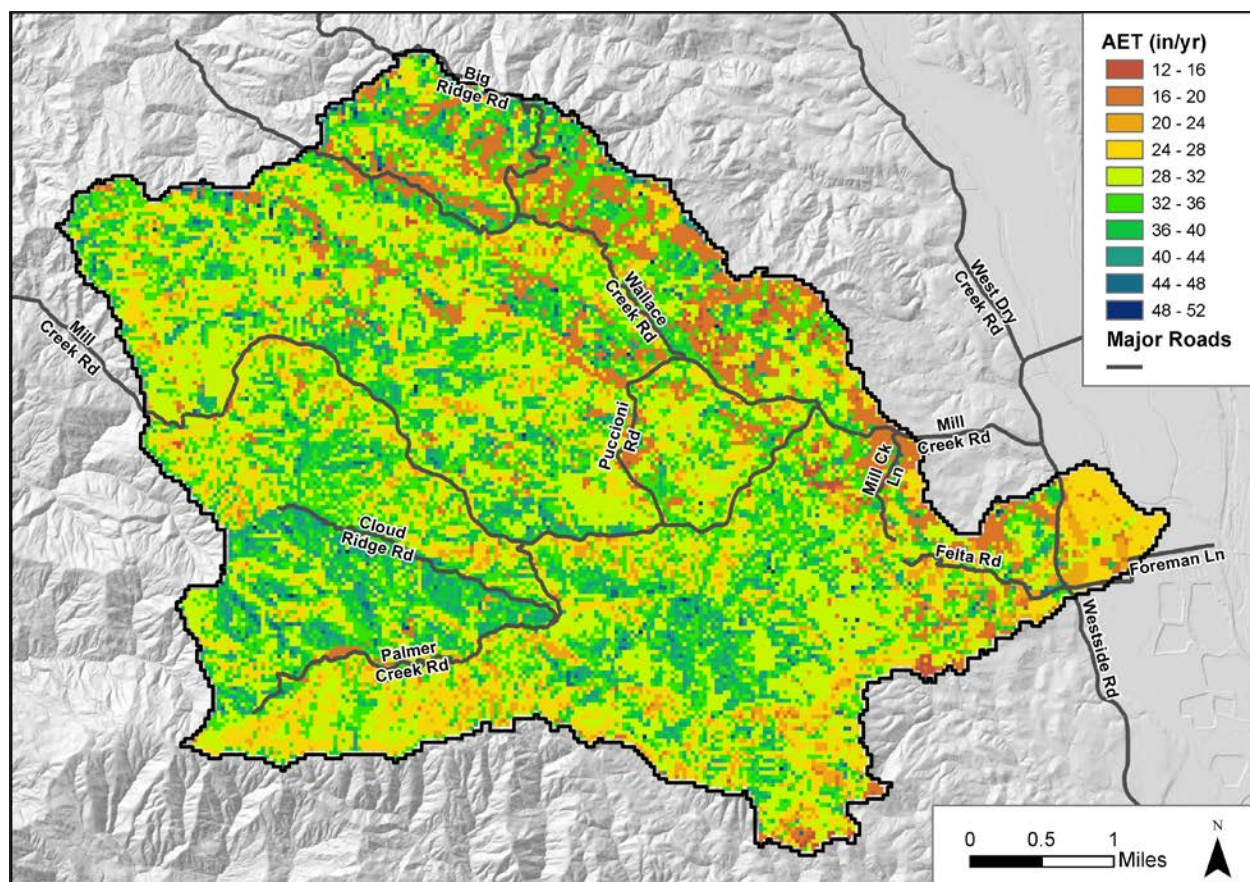 AET (in/yr)
12 - 16
16 - 20
20 - 24
24 - 28
28 - 32
32 - 36
36 - 40
40 - 44
44 - 48
48 - 52
Major Roads
Big
Ridge Rd
West Dry
Creek Rd
Wallace
Creek Rd
Mill
Creek Rd
Puccioni
Rd
Mill
Creek Rd
Mill Ck
Ln
Cloud
Ridge Rd
Felta Rd
Foreman Ln
Palmer
Creek Rd
Westside Rd
0 0.5 1
Miles
N